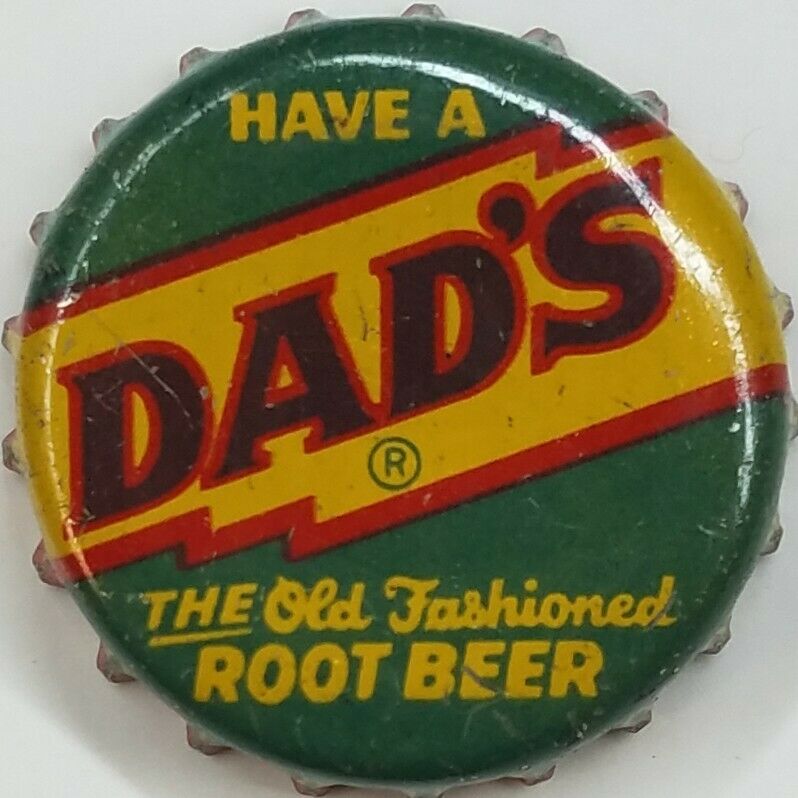 HAVE A
DAD'S
®
THE Old Fashioned
ROOT BEER